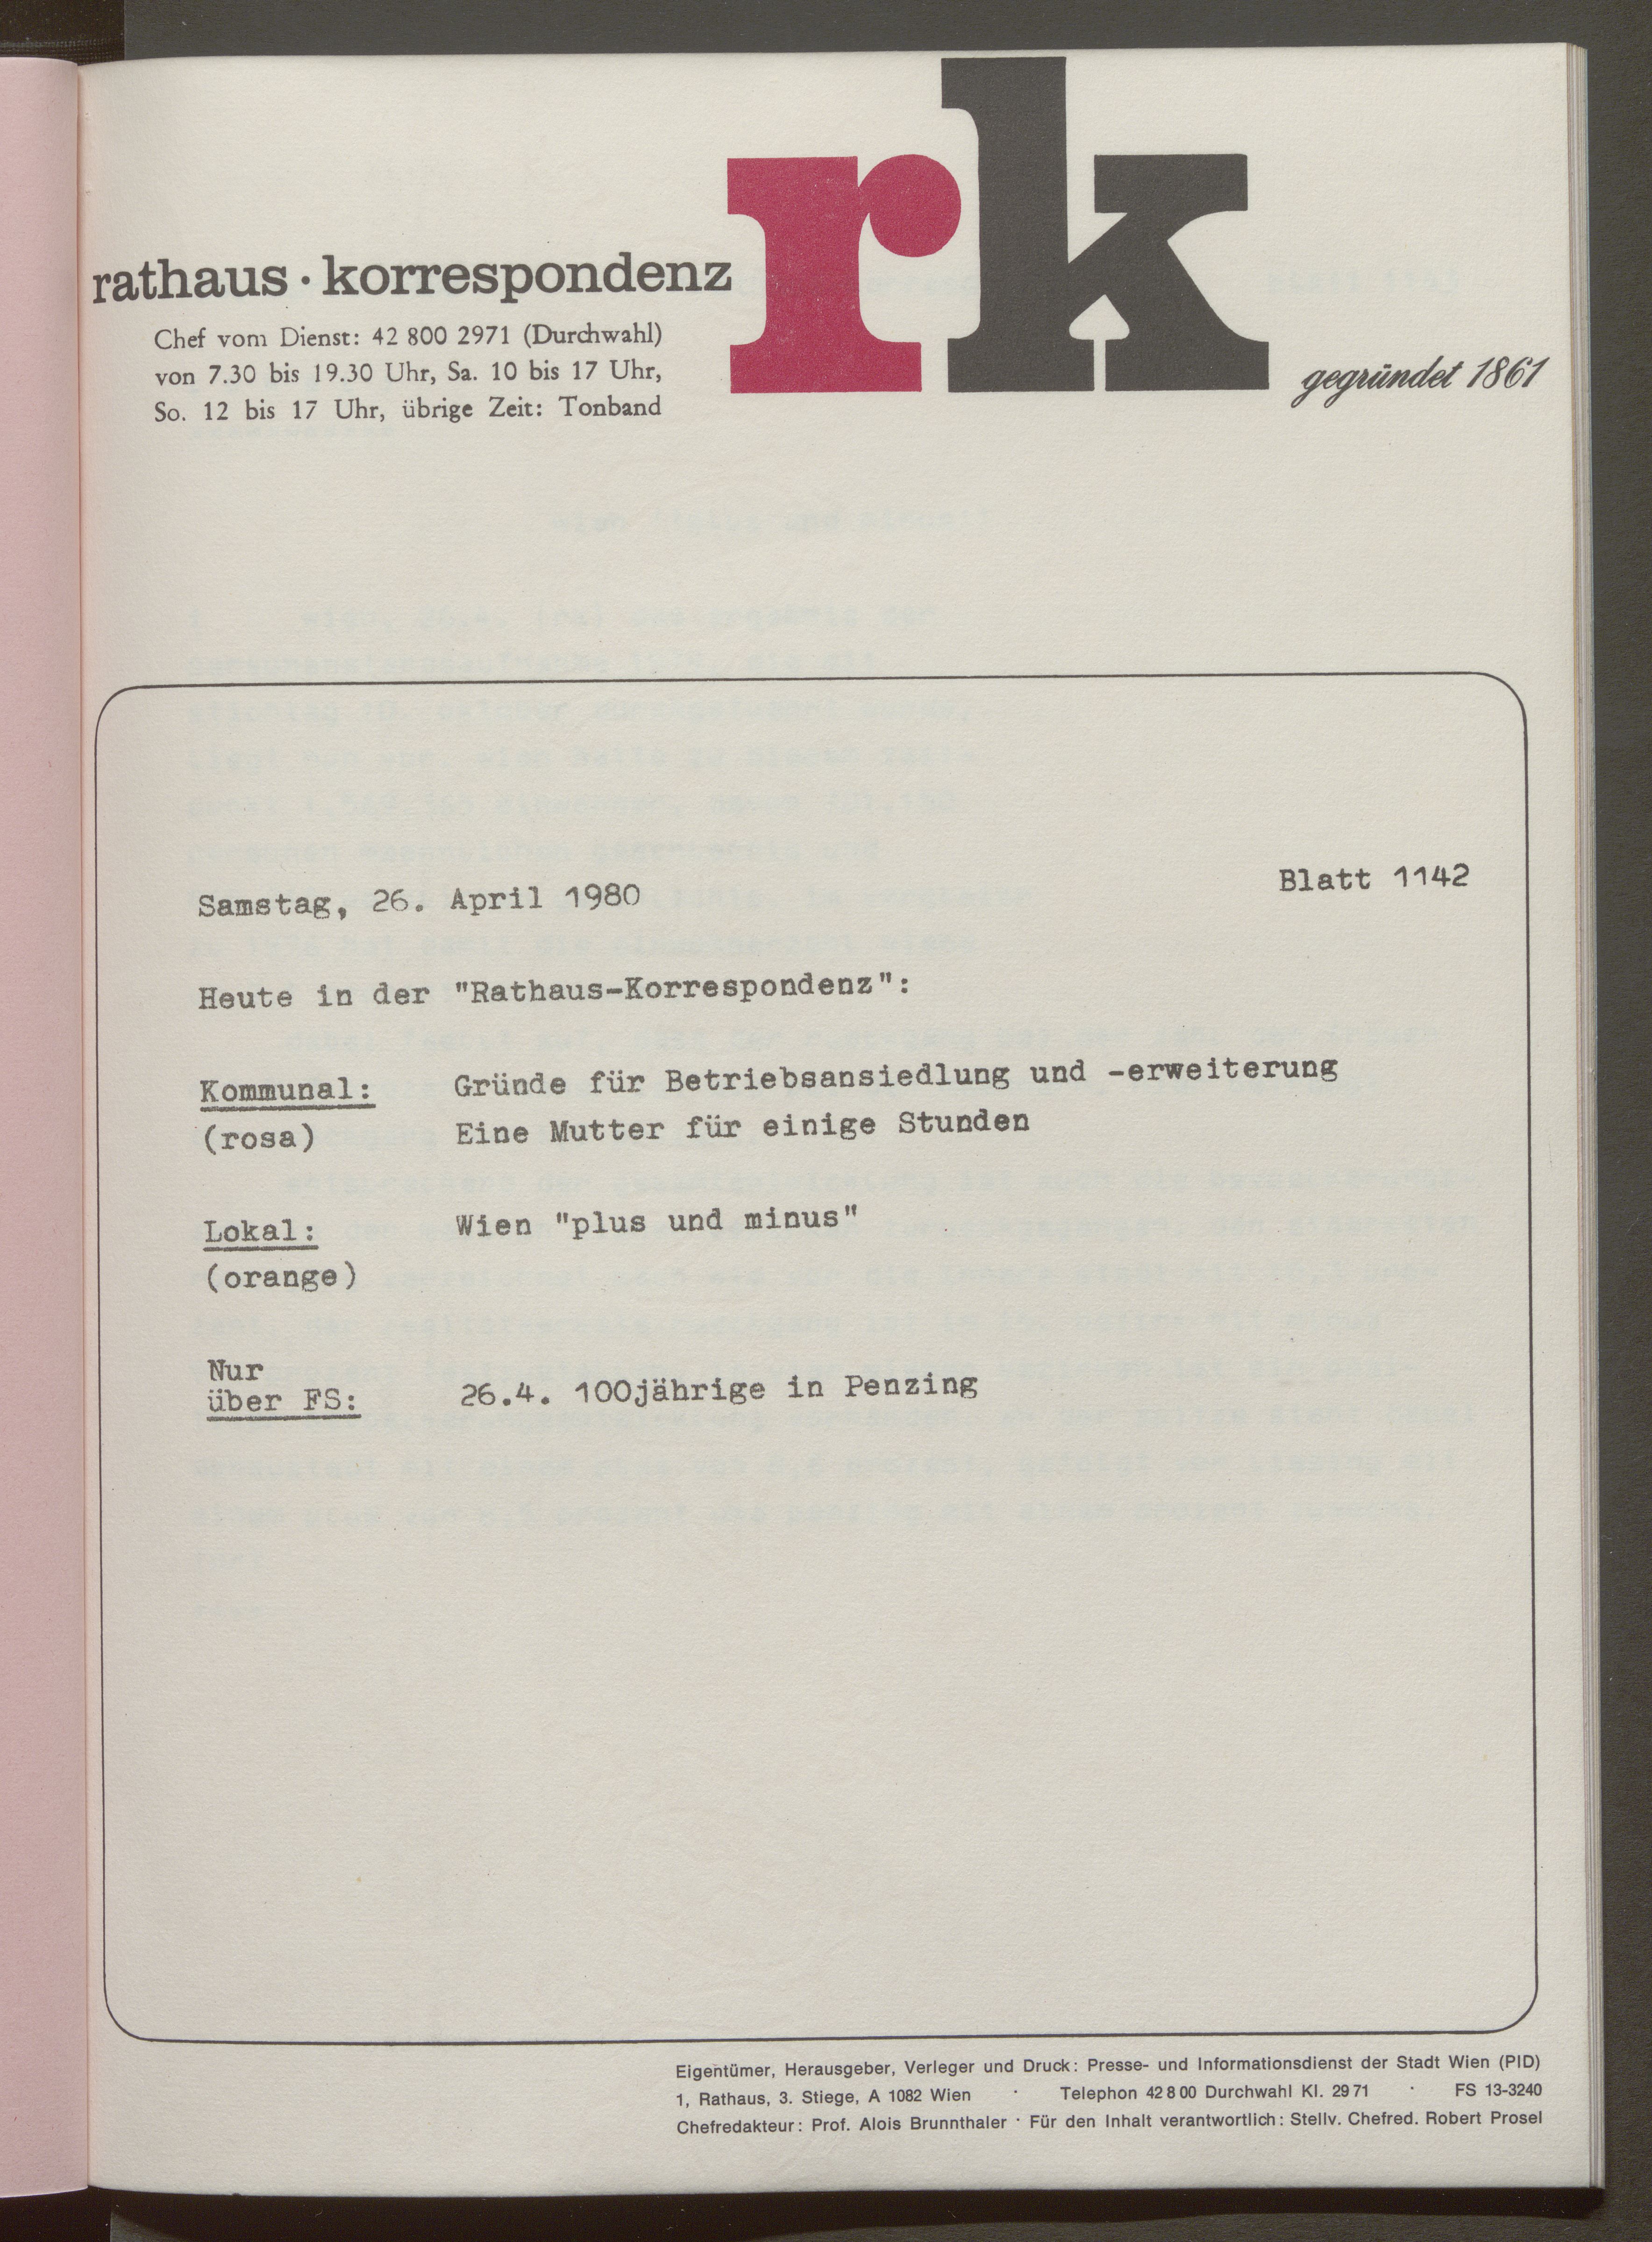 rk
rathaus · korrespondenz
Chef vom Dienst: 42 800 2971 (Durchwahl)
von 7.30 bis 19.30 Uhr, Sa. 10 bis 17 Uhr,
So. 12 bis 17 Uhr, übrige Zeit: Tonband
gegründet 1861
Blatt 1142
Samstag, 26. April 1980
Heute in der "Rathaus-Korrespondenz":
Kommunal: Gründe für Betriebsansiedlung und -erweiterung
(rosa) Eine Mutter für einige Stunden
Lokal: Wien "plus und minus"
(orange)
Nur
über FS: 26.4. 100jährige in Penzing
Eigentümer, Herausgeber, Verleger und Druck: Presse- und Informationsdienst der Stadt Wien (PID)
1, Rathaus, 3. Stiege, A 1082 Wien · Telephon 42 8 00 Durchwahl Kl. 29 71 · FS 13-3240
Chefredakteur: Prof. Alois Brunnthaler · Für den Inhalt verantwortlich: Stellv. Chefred. Robert Prosel